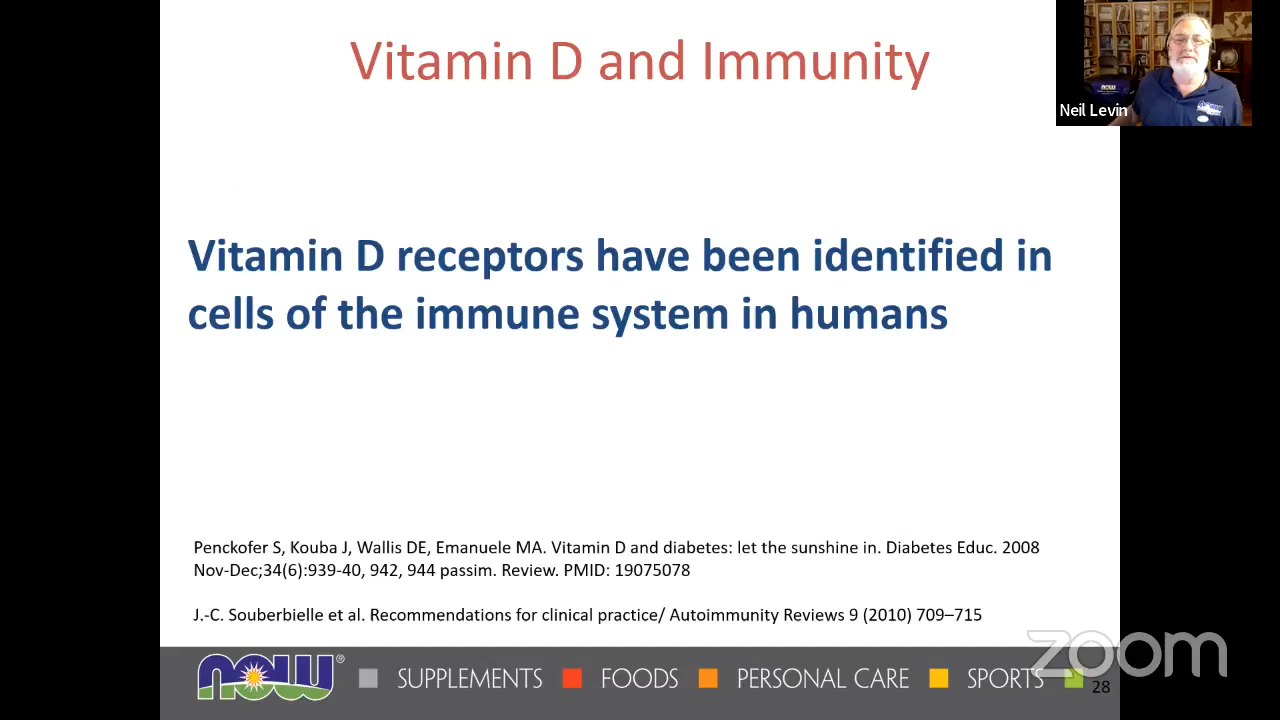 Vitamin D and Immunity
Neil Levin
Vitamin D receptors have been identified in
cells of the immune system in humans
Penckofer S, Kouba J, Wallis DE, Emanuele MA. Vitamin D and diabetes: let the sunshine in. Diabetes Educ. 2008
Nov-Dec;34(6):939-40, 942, 944 passim. Review. PMID: 19075078
J.-C. Souberbielle et al. Recommendations for clinical practice/ Autoimmunity Reviews 9 (2010) 709–715
NOW® SUPPLEMENTS FOODS PERSONAL CARE SPORTS 28
zoom